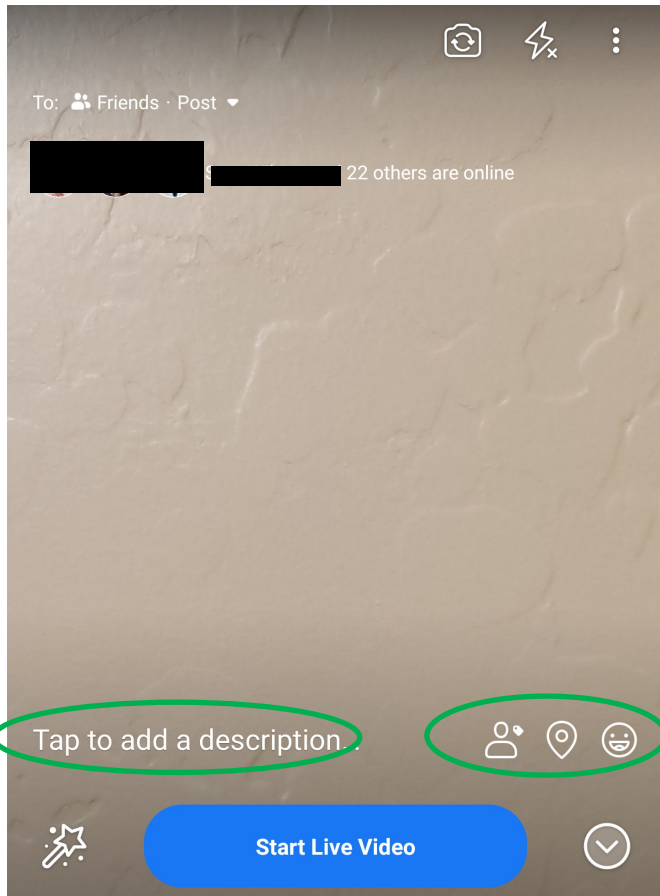 To: Friends · Post
22 others are online
Tap to add a description...
Start Live Video